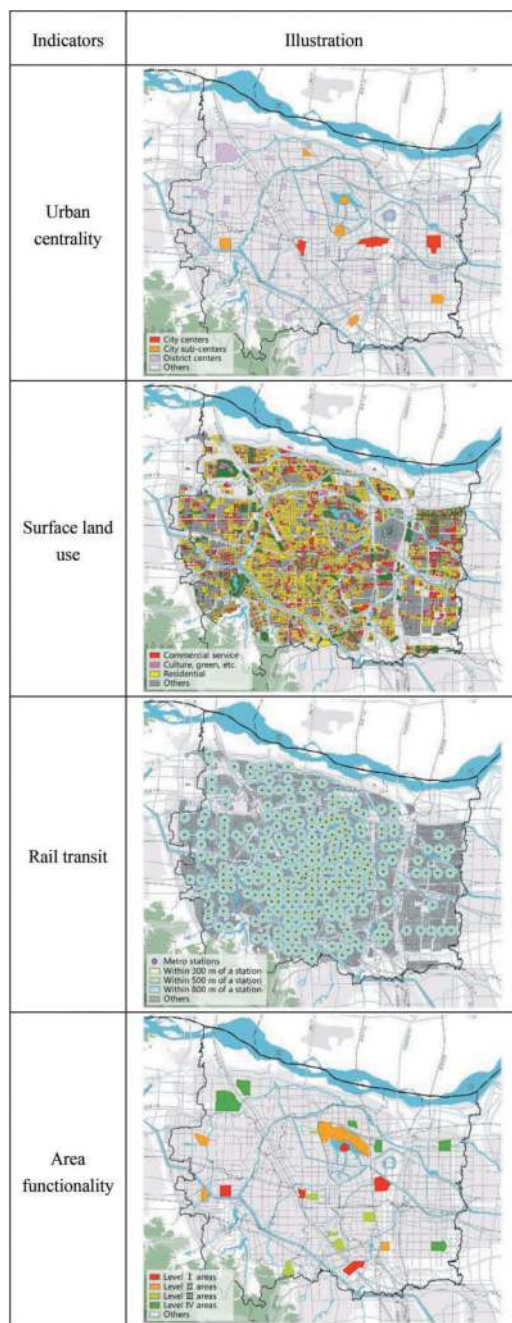 Indicators
Illustration
Urban
centrality
City centers
City sub-centers
District centers
Others
Surface land
use
Commercial service
Culture, green, etc
Residential
Others
Rail transit
Metro stations
Within 300 m of a station
Within 500 m of a station
Within 800 m of a station
Others
Area
functionality
Level Ⅰ areas
Level Ⅱ areas
Level Ⅲ areas
Level Ⅳ areas
Others